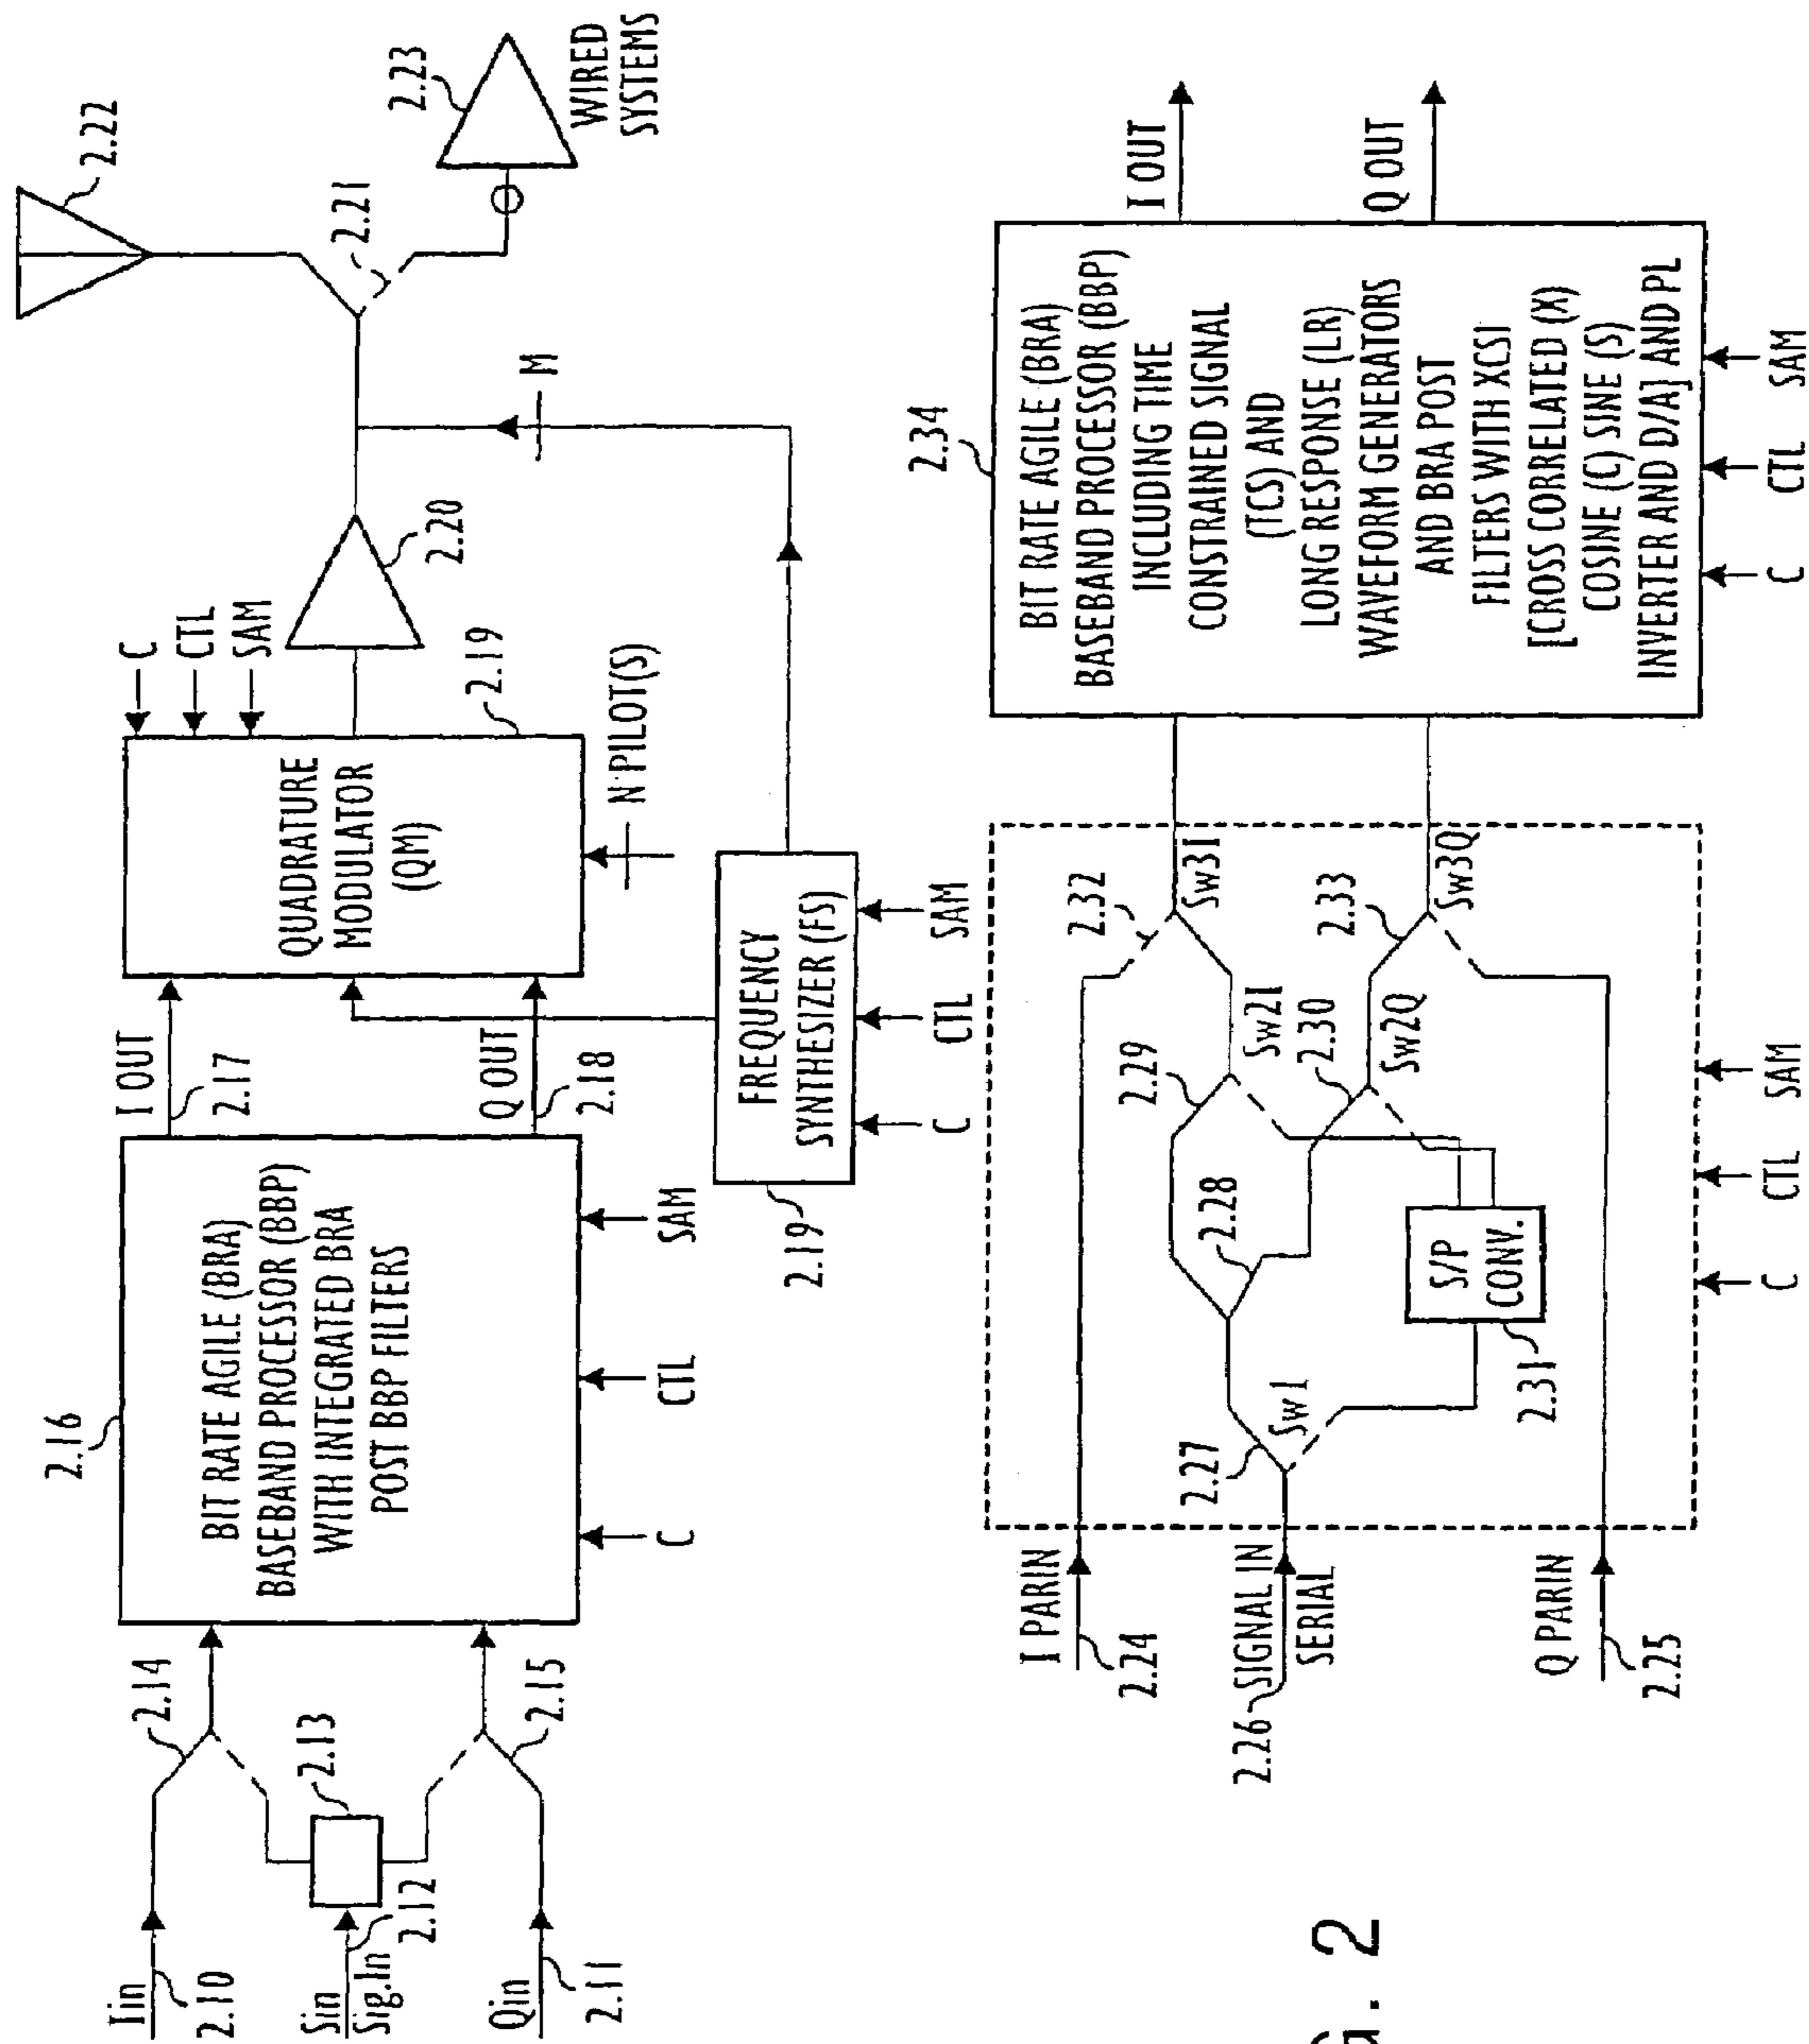 Iin
2.10
Sin
Sig.In
2.12
Qin
2.11
2.13
2.14
2.15
2.16
BIT RATE AGILE (BRA)
BASEBAND PROCESSOR (BBP)
WITH INTEGRATED BRA
POST BBP FILTERS
C
CTL
SAM
I OUT
2.17
Q OUT
2.18
QUADRATURE
MODULATOR
(QM)
C
CTL
SAM
2.19
N PILOT(S)
2.20
2.19
FREQUENCY
SYNTHESIZER (FS)
C
CTL
SAM
M
2.21
2.22
2.23
WIRED
SYSTEMS
I PARIN
2.24
2.26
SIGNAL IN
SERIAL
Q PARIN
2.25
2.27
Sw1
2.28
2.29
Sw2I
2.30
Sw2Q
S/P
CONV.
2.31
2.32
Sw3I
2.33
Sw3Q
C
CTL
SAM
2.34
BIT RATE AGILE (BRA)
BASEBAND PROCESSOR (BBP)
INCLUDING TIME
CONSTRAINED SIGNAL
(TCS) AND
LONG RESPONSE (LR)
WAVEFORM GENERATORS
AND BRA POST
FILTERS WITH XCSI
[CROSS CORRELATED (X)
COSINE (C) SINE (S)
INVERTER AND D/A] AND PL
C
CTL
SAM
I OUT
Q OUT
G. 2